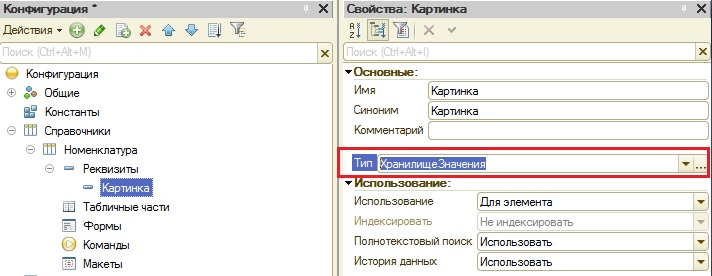 Конфигурация *
Действия
Поиск (Ctrl+Alt+M)
Конфигурация
Общие
Константы
Справочники
Номенклатура
Реквизиты
Картинка
Табличные части
Формы
Команды
Макеты
Свойства: Картинка
Поиск (Ctrl+Alt+I)
Основные:
Имя Картинка
Синоним Картинка
Комментарий
Тип ХранилищеЗначения
Использование:
Использование Для элемента
Индексировать Не индексировать
Полнотекстовый поиск Использовать
История данных Использовать